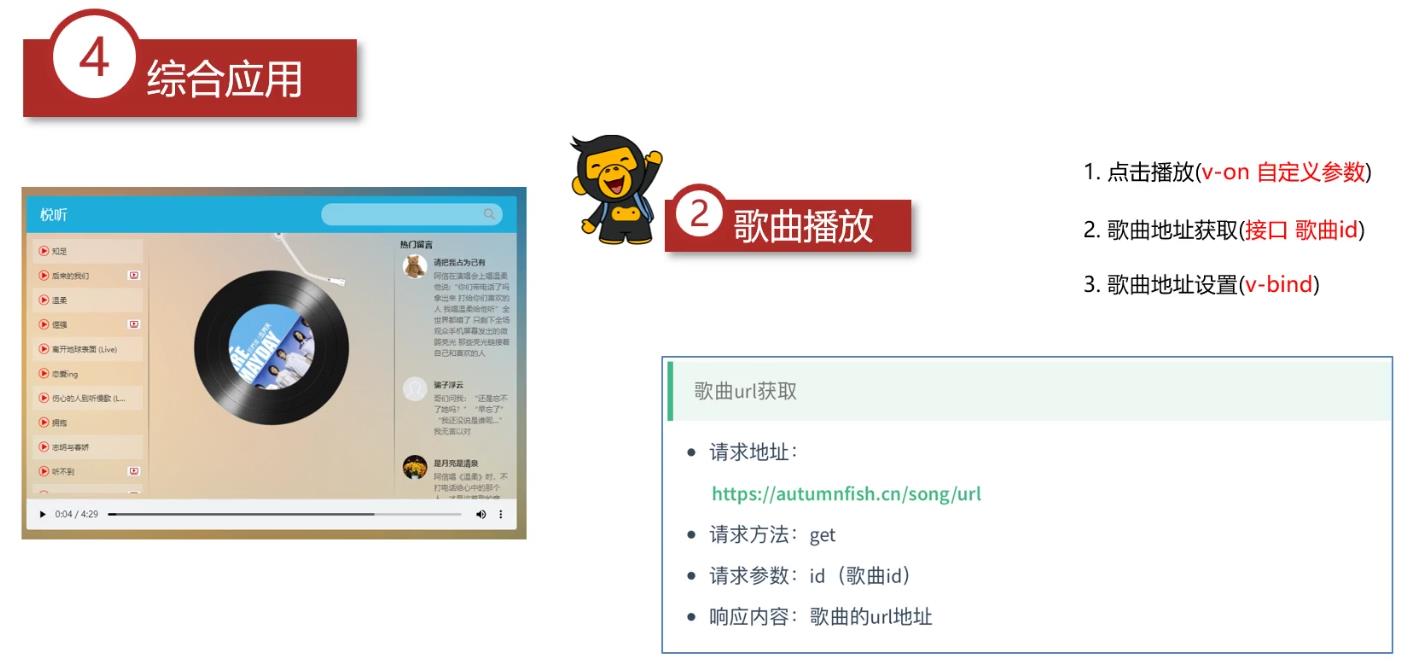 4
综合应用
悦听
知足
后来的我们
温柔
倔强
离开地球表面 (Live)
恋爱ing
伤心的人别听慢歌 (L...
拥抱
志明与春娇
听不到
MAYDAY
热门留言
请把我占为己有
阿信在演唱会上唱温柔
他说：“你们带电话了吗
拿出来 打给你们喜欢的
人 我唱温柔给他听” 全
世界都暗了 只剩下全场
观众手机屏幕发出的微
弱亮光 那些亮光链接着
自己和喜欢的人
骗子浮云
哥们问我： “还是忘不
了她吗？” “早忘了”
“我还没说是谁呢...”
我无言以对
是月亮是清泉
阿信唱《温柔》时，不
打电话给心中的那个
0:04 / 4:29
2
歌曲播放
1. 点击播放(v-on 自定义参数)
2. 歌曲地址获取(接口 歌曲id)
3. 歌曲地址设置(v-bind)
歌曲url获取
请求地址：
https://autumnfish.cn/song/url
请求方法：get
请求参数：id（歌曲id）
响应内容：歌曲的url地址